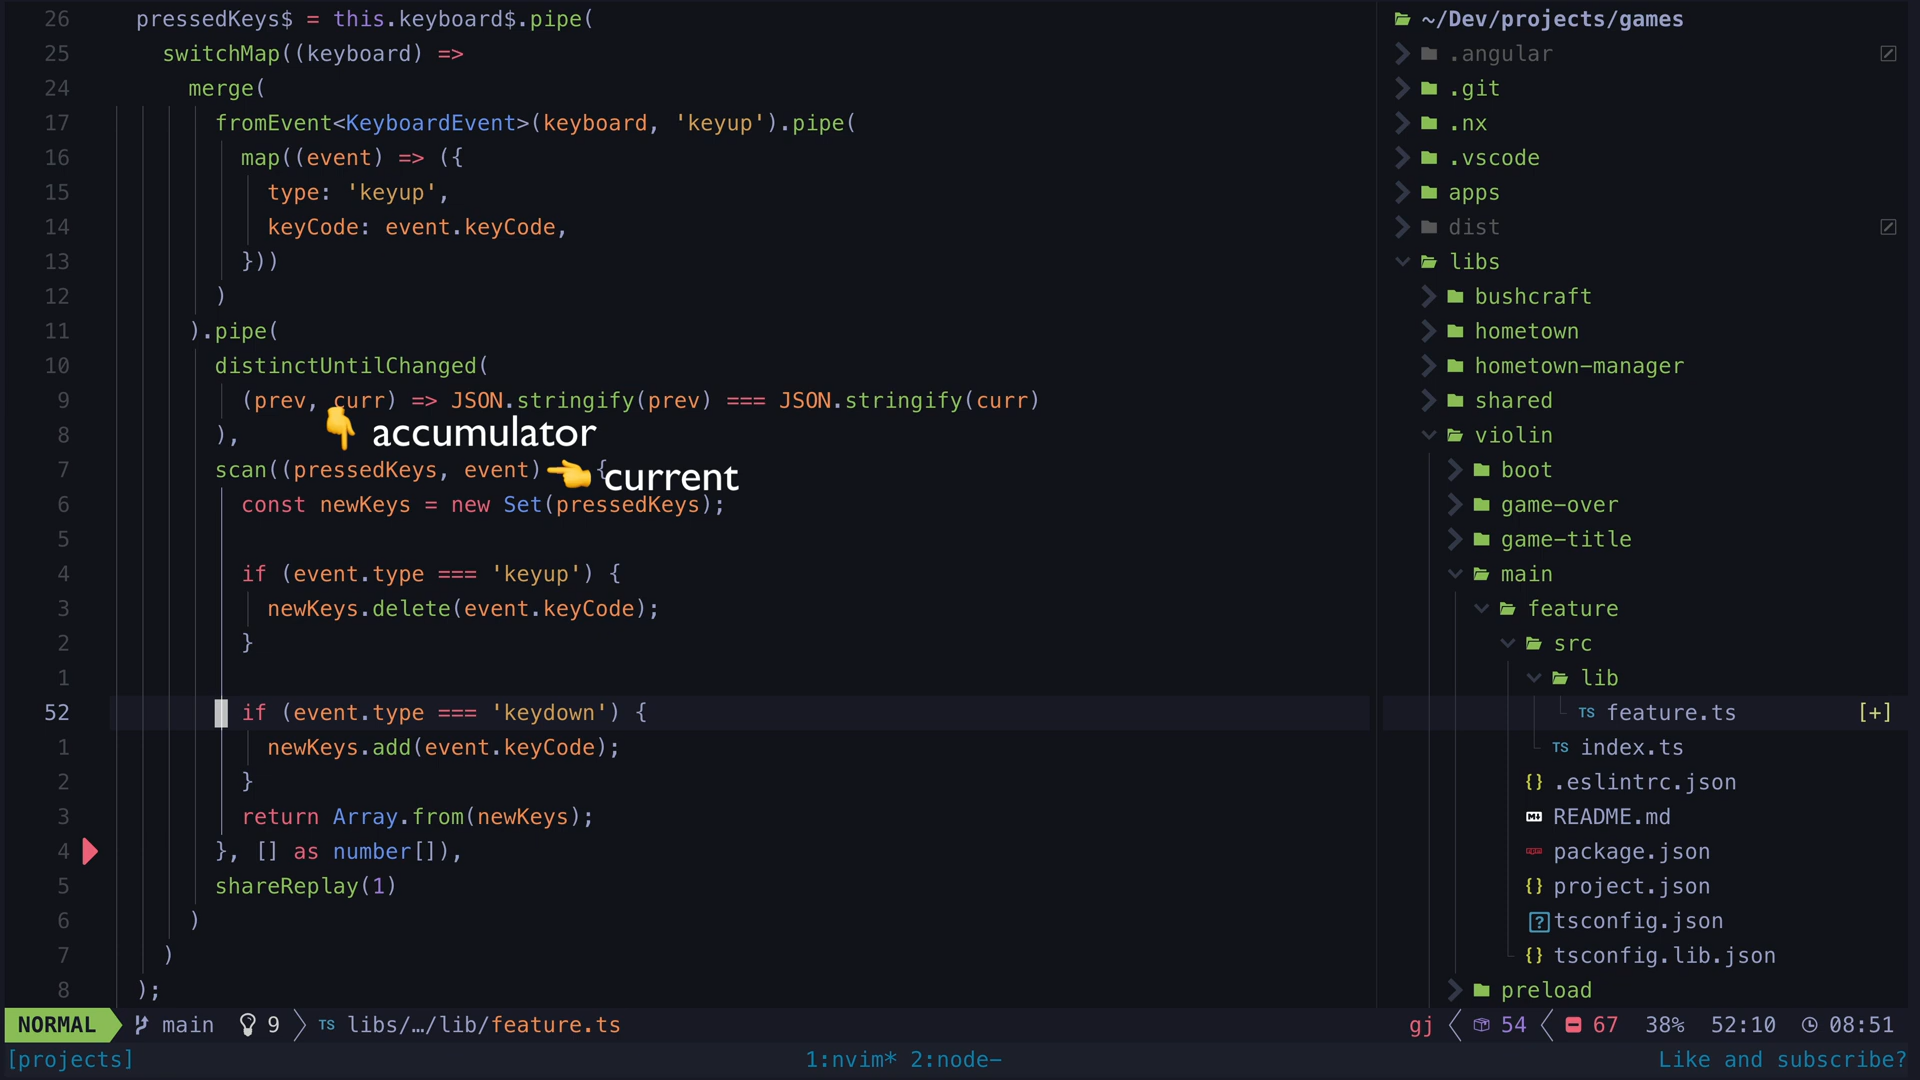 26 pressedKeys$ = this.keyboard$.pipe(
25 switchMap((keyboard) =>
24 merge(
17 fromEvent<KeyboardEvent>(keyboard, 'keyup').pipe(
16 map((event) => ({
15 type: 'keyup',
14 keyCode: event.keyCode,
13 }))
12 )
11 ).pipe(
10 distinctUntilChanged(
9 (prev, curr) => JSON.stringify(prev) === JSON.stringify(curr)
8 ),
accumulator
7 scan((pressedKeys, event) {
current
6 const newKeys = new Set(pressedKeys);
5
4 if (event.type === 'keyup') {
3 newKeys.delete(event.keyCode);
2 }
1
52 if (event.type === 'keydown') {
1 newKeys.add(event.keyCode);
2 }
3 return Array.from(newKeys);
4 }, [] as number[]),
5 shareReplay(1)
6 )
7 )
8 );
~/Dev/projects/games
.angular
.git
.nx
.vscode
apps
dist
libs
bushcraft
hometown
hometown-manager
shared
violin
boot
game-over
game-title
main
feature
src
lib
TS feature.ts [+]
TS index.ts
{} .eslintrc.json
README.md
package.json
{} project.json
? tsconfig.json
{} tsconfig.lib.json
preload
NORMAL main 9 TS libs/…/lib/feature.ts gj 54 67 38% 52:10 08:51
[projects] 1:nvim* 2:node- Like and subscribe?